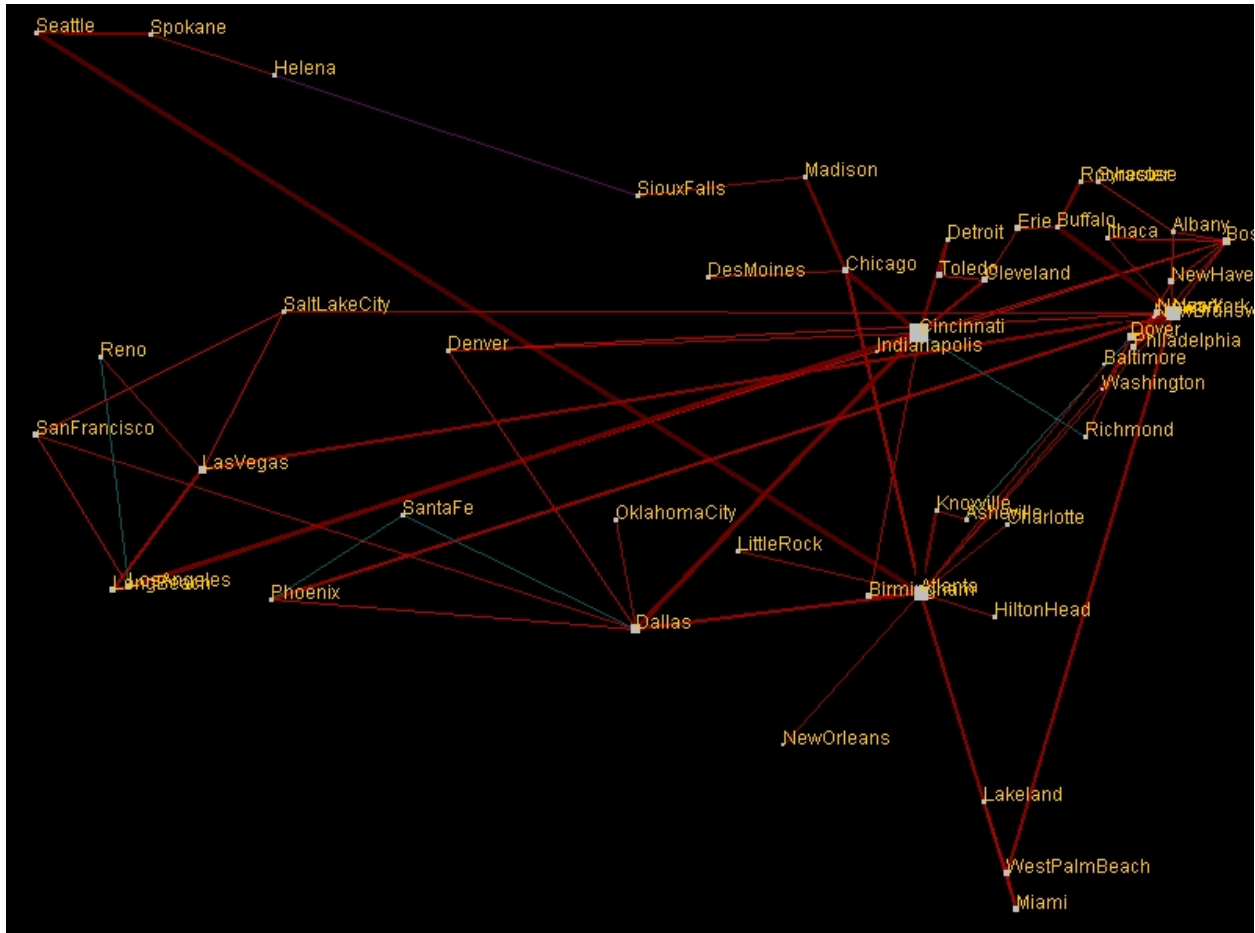 Seattle
Spokane
Helena
SiouxFalls
Madison
Syracuse
Detroit
Erie
Buffalo
Ithaca
Albany
Bos
DesMoines
Chicago
Toledo
Cleveland
NewHave
SaltLakeCity
NewYork
Cincinnati
Reno
Denver
Indianapolis
Dover
Philadelphia
Baltimore
Washington
SanFrancisco
Richmond
LasVegas
SantaFe
OklahomaCity
Knoxville
Asheville
Charlotte
LittleRock
LongBeach
LosAngeles
Phoenix
Birmingham
Atlanta
HiltonHead
Dallas
NewOrleans
Lakeland
WestPalmBeach
Miami